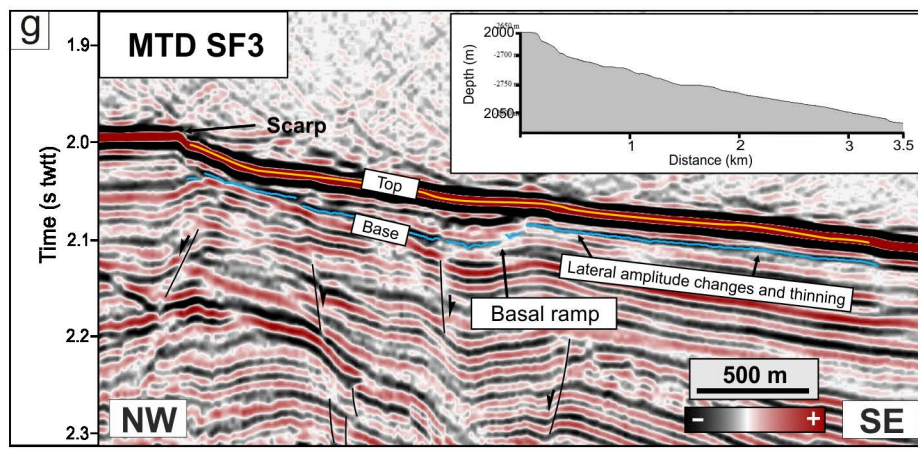 g
MTD SF3
1.9
2.0
2.1
2.2
2.3
Time (s twtt)
Scarp
Top
Base
Lateral amplitude changes and thinning
Basal ramp
500 m
- +
NW
SE
Depth (m)
2000
-2650 m
-2700m
-2750m
2050
1
2
3
3.5
Distance (km)